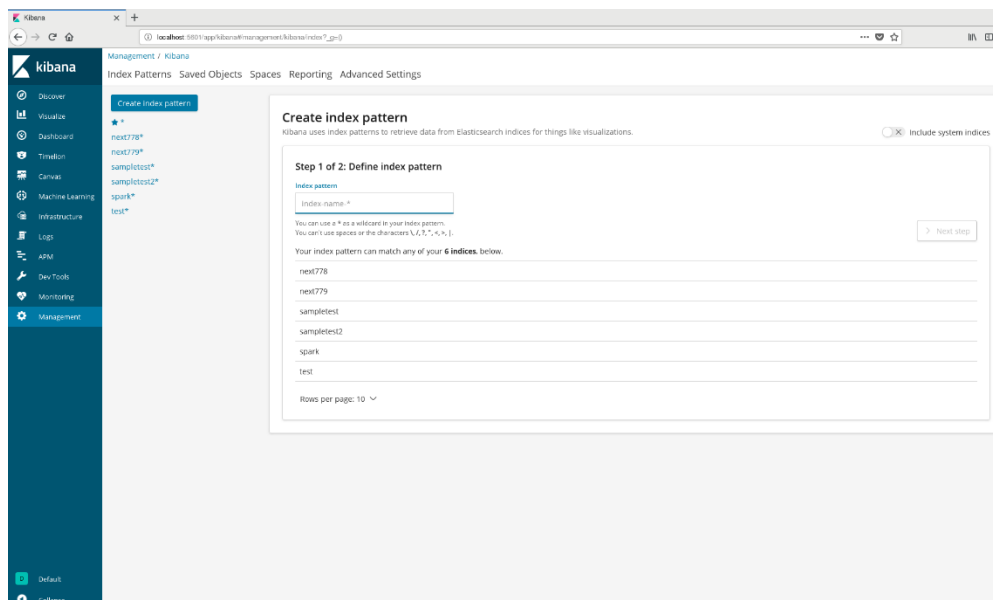 Kibana
localhost:5601/app/kibana#/management/kibana/index?_g=()
kibana
Discover
Visualize
Dashboard
Timelion
Canvas
Machine Learning
Infrastructure
Logs
APM
Dev Tools
Monitoring
Management
Default
Collapse
Management / Kibana
Index Patterns Saved Objects Spaces Reporting Advanced Settings
Create index pattern
★ *
next778*
next779*
sampletest*
sampletest2*
spark*
test*
Create index pattern
Kibana uses index patterns to retrieve data from Elasticsearch indices for things like visualizations.
Include system indices
Step 1 of 2: Define index pattern
Index pattern
index-name-*
You can use a * as a wildcard in your index pattern.
You can't use spaces or the characters \, /, ?, ", <, >, |.
Next step
Your index pattern can match any of your 6 indices, below.
next778
next779
sampletest
sampletest2
spark
test
Rows per page: 10
D